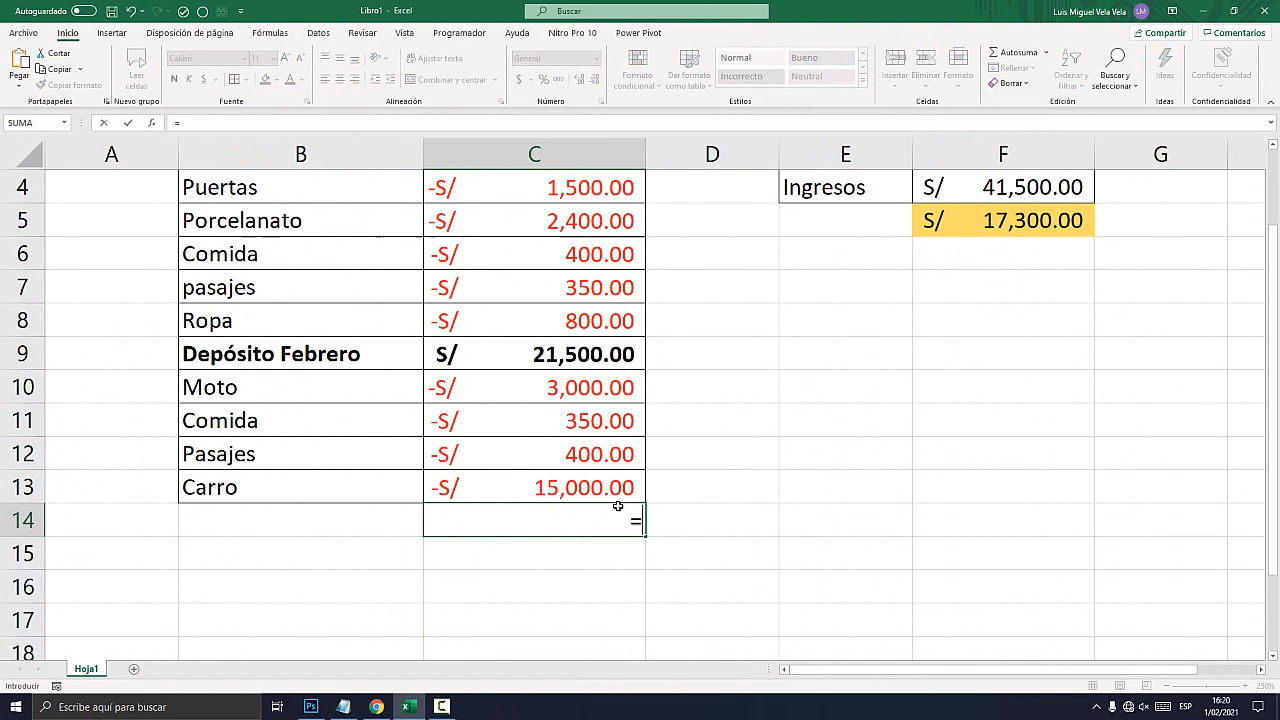 Autoguardado
Libro1 - Excel
Buscar
Luis Miguel Vela Vela
LM
Archivo Inicio Insertar Disposición de página Fórmulas Datos Revisar Vista Programador Ayuda Nitro Pro 10 Power Pivot
Compartir
Comentarios
Pegar
Cortar
Copiar
Copiar formato
Portapapeles
Leer celdas
Nuevo grupo
Calibri
11
N K S
Fuente
Ajustar texto
Combinar y centrar
Alineación
General
$ % 000
Número
Formato condicional
Dar formato como tabla
Normal
Bueno
Incorrecto
Neutral
Estilos
Insertar
Eliminar
Formato
Celdas
Autosuma
Rellenar
Borrar
Ordenar y filtrar
Buscar y seleccionar
Edición
Ideas
Ideas
Confidencialidad
Confidencialidad
SUMA
fx
=
A B C D E F G
4 Puertas -S/ 1,500.00 Ingresos S/ 41,500.00
5 Porcelanato -S/ 2,400.00 S/ 17,300.00
6 Comida -S/ 400.00
7 pasajes -S/ 350.00
8 Ropa -S/ 800.00
9 Depósito Febrero S/ 21,500.00
10 Moto -S/ 3,000.00
11 Comida -S/ 350.00
12 Pasajes -S/ 400.00
13 Carro -S/ 15,000.00
14 =
15
16
17
18
Hoja1
Introducir
250%
Escribe aquí para buscar
Ps
ESP
16:20
1/02/2021